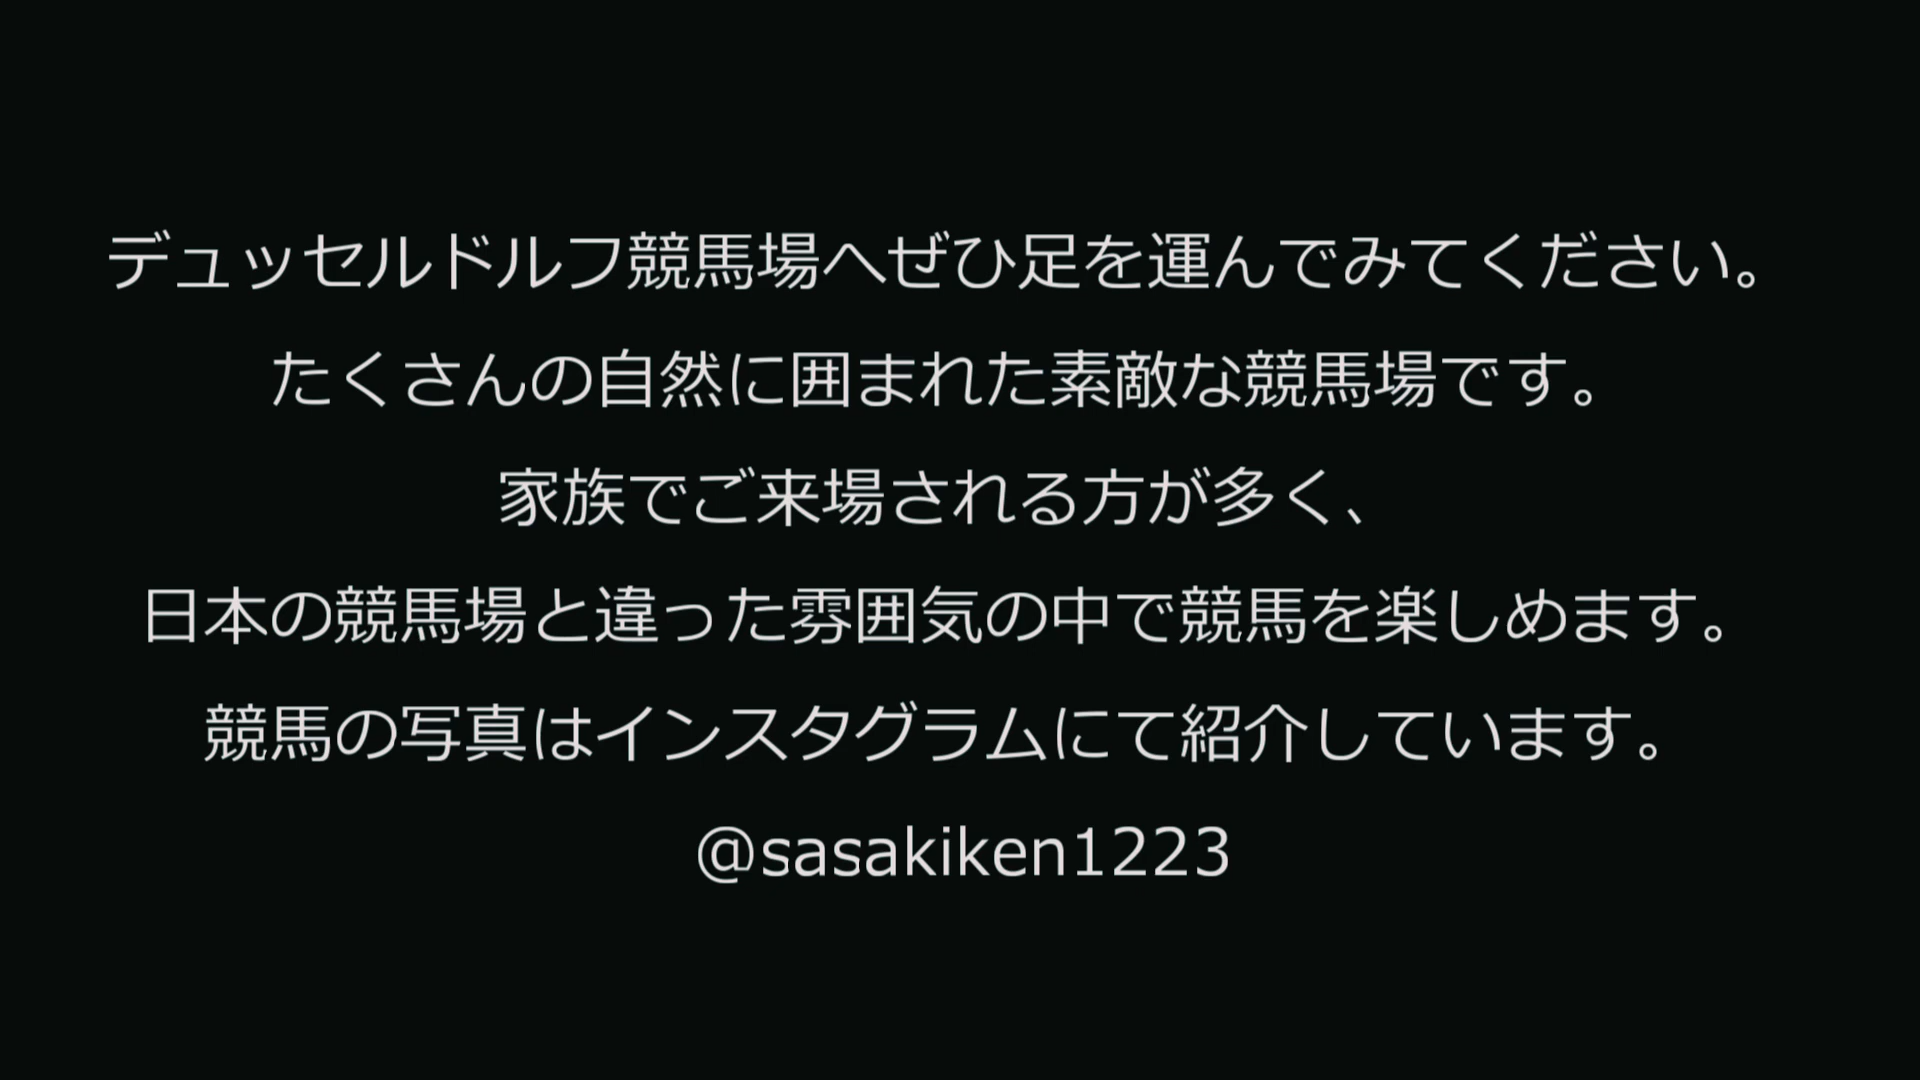 デュッセルドルフ競馬場へぜひ足を運んでみてください。
たくさんの自然に囲まれた素敵な競馬場です。
家族でご来場される方が多く、
日本の競馬場と違った雰囲気の中で競馬を楽しめます。
競馬の写真はインスタグラムにて紹介しています。
@sasakiken1223